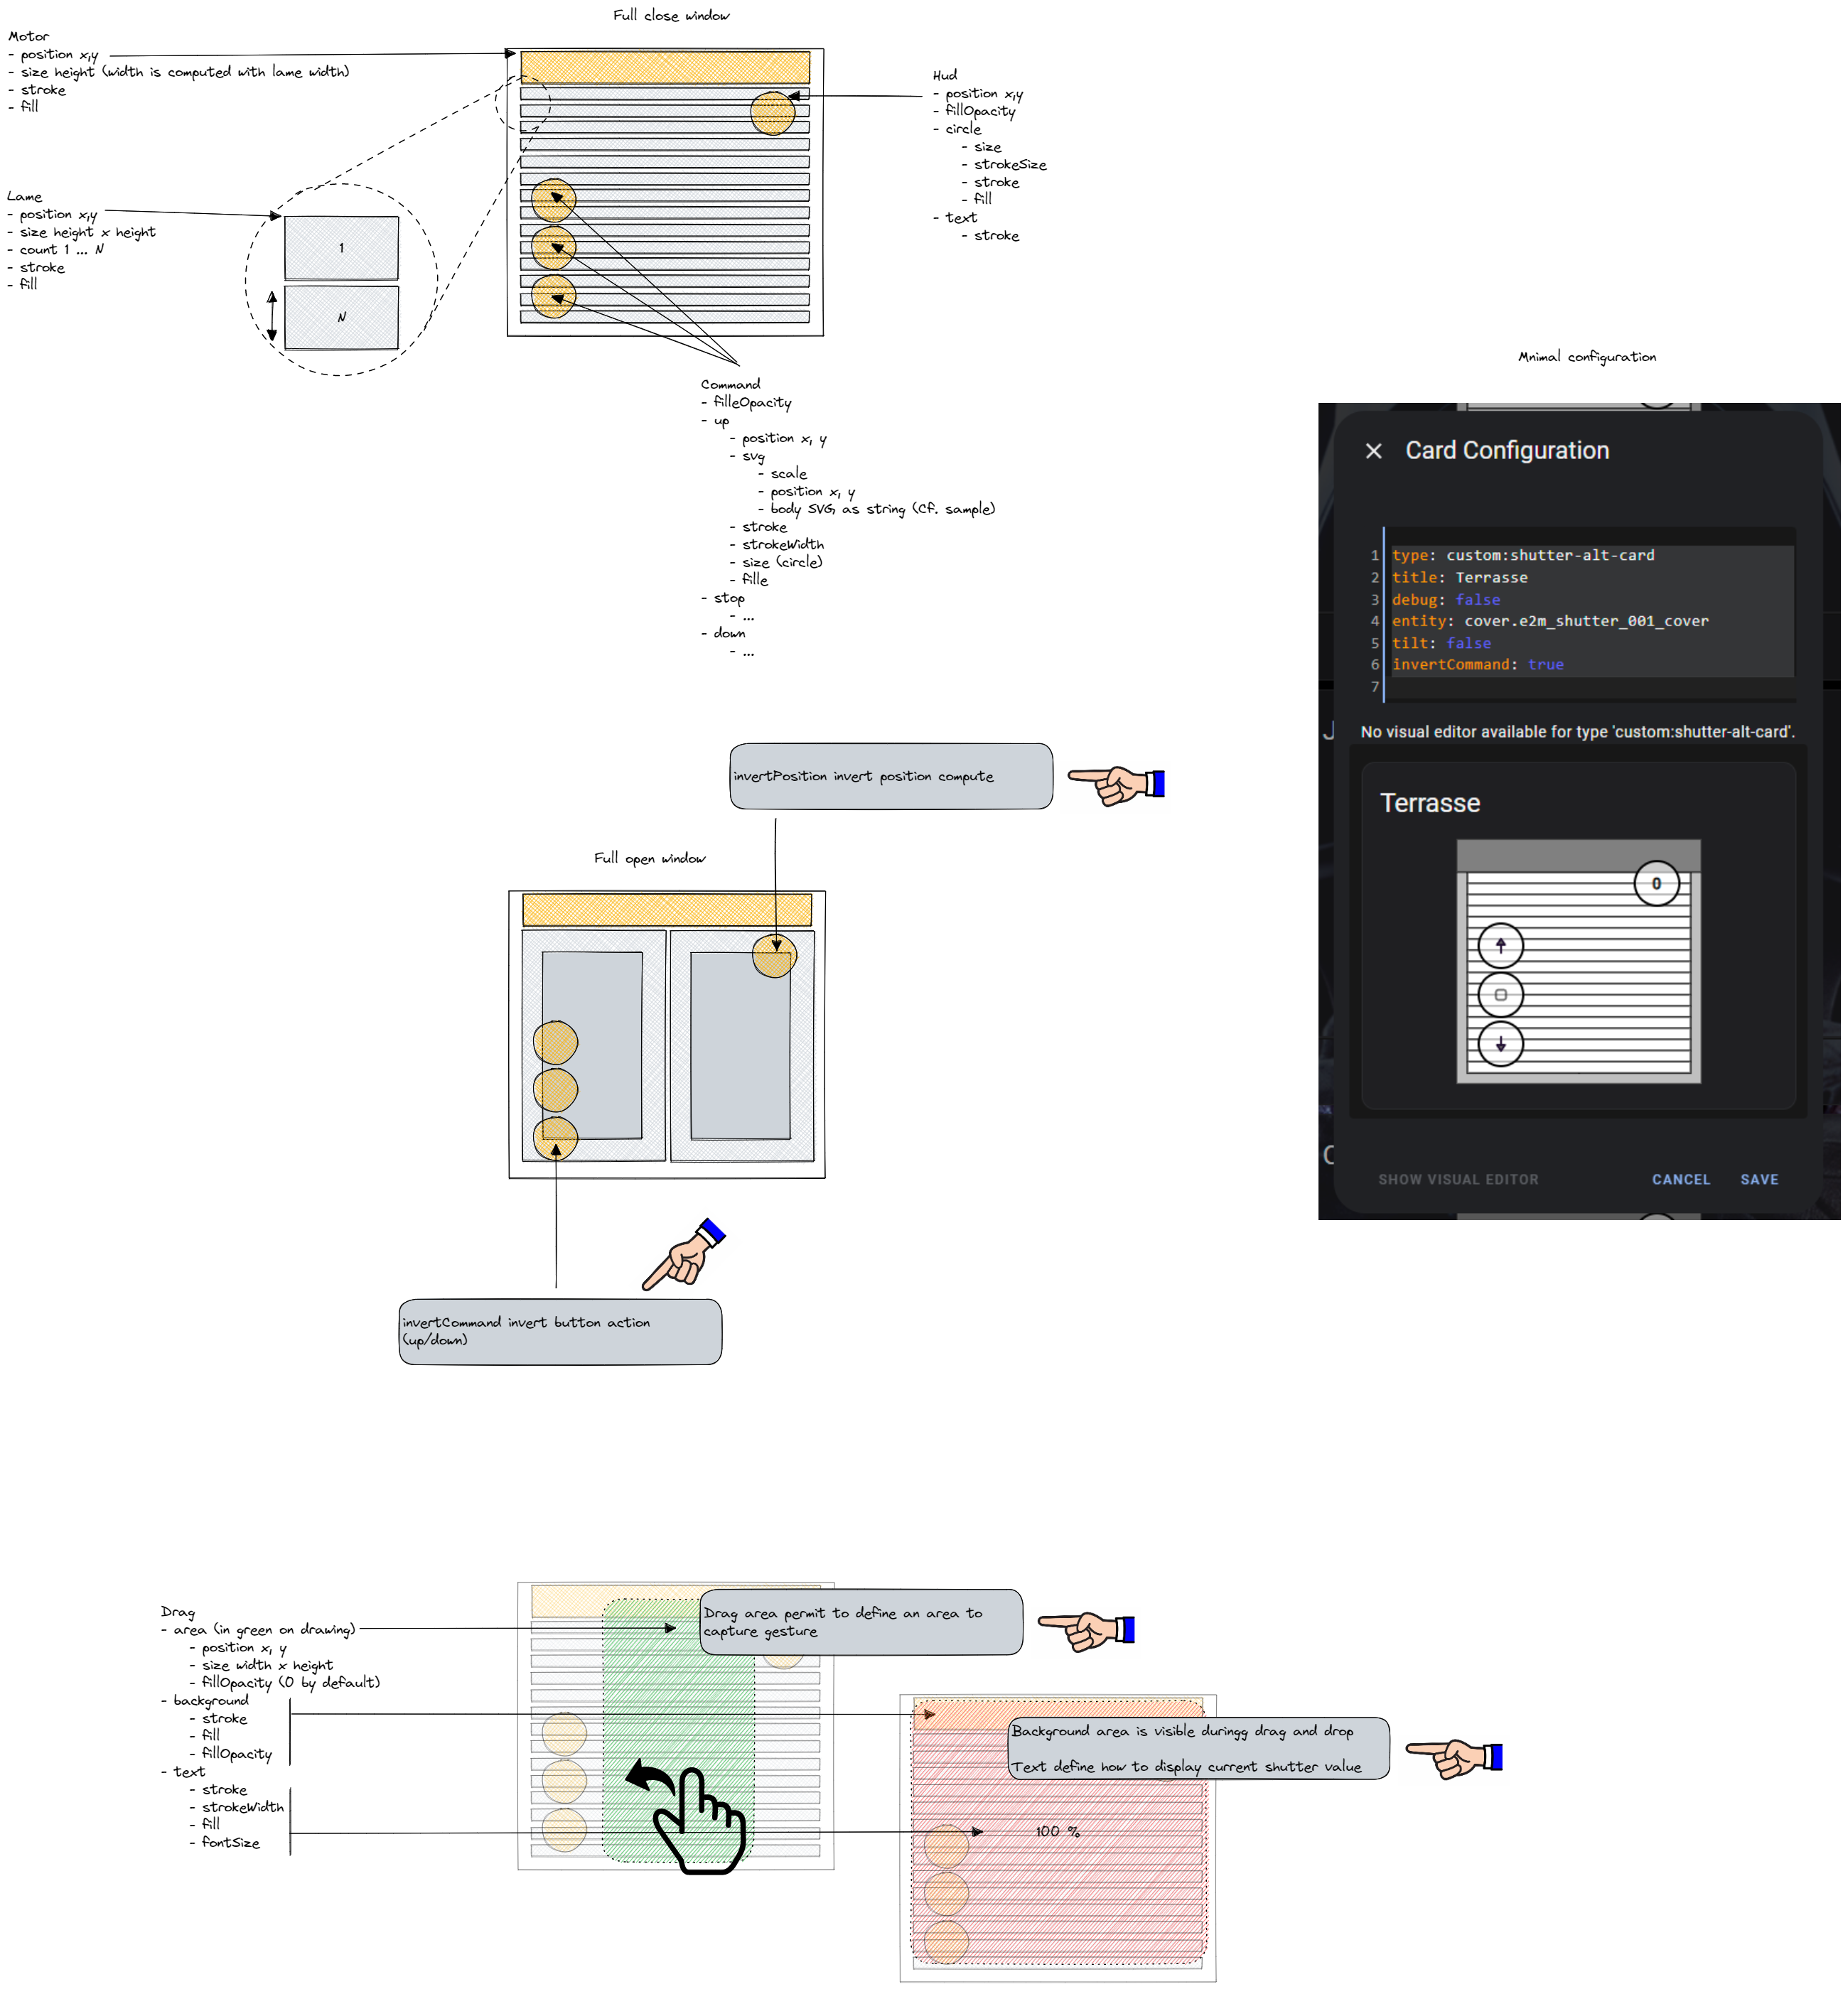 Full close window
Motor
- position x,y
- size height (width is computed with lame width)
- stroke
- fill
Hud
- position x,y
- fillOpacity
- circle
- size
- strokeSize
- stroke
- fill
- text
- stroke
Lame
- position x,y
- size height x height
- count 1 ... N
- stroke
- fill
1
N
Command
- filleOpacity
- up
- position x, y
- svg
- scale
- position x, y
- body SVG as string (Cf. sample)
- stroke
- strokeWidth
- size (circle)
- fille
- stop
- ...
- down
- ...
Mnimal configuration
Card Configuration
1 type: custom:shutter-alt-card
2 title: Terrasse
3 debug: false
4 entity: cover.e2m_shutter_001_cover
5 tilt: false
6 invertCommand: true
7
No visual editor available for type 'custom:shutter-alt-card'.
Terrasse
0
SHOW VISUAL EDITOR
CANCEL
SAVE
invertPosition invert position compute
Full open window
invertCommand invert button action
(up/down)
Drag
- area (in green on drawing)
- position x, y
- size width x height
- fillOpacity (0 by default)
- background
- stroke
- fill
- fillOpacity
- text
- stroke
- strokeWidth
- fill
- fontSize
Drag area permit to define an area to
capture gesture
Background area is visible duringg drag and drop
Text define how to display current shutter value
100 %